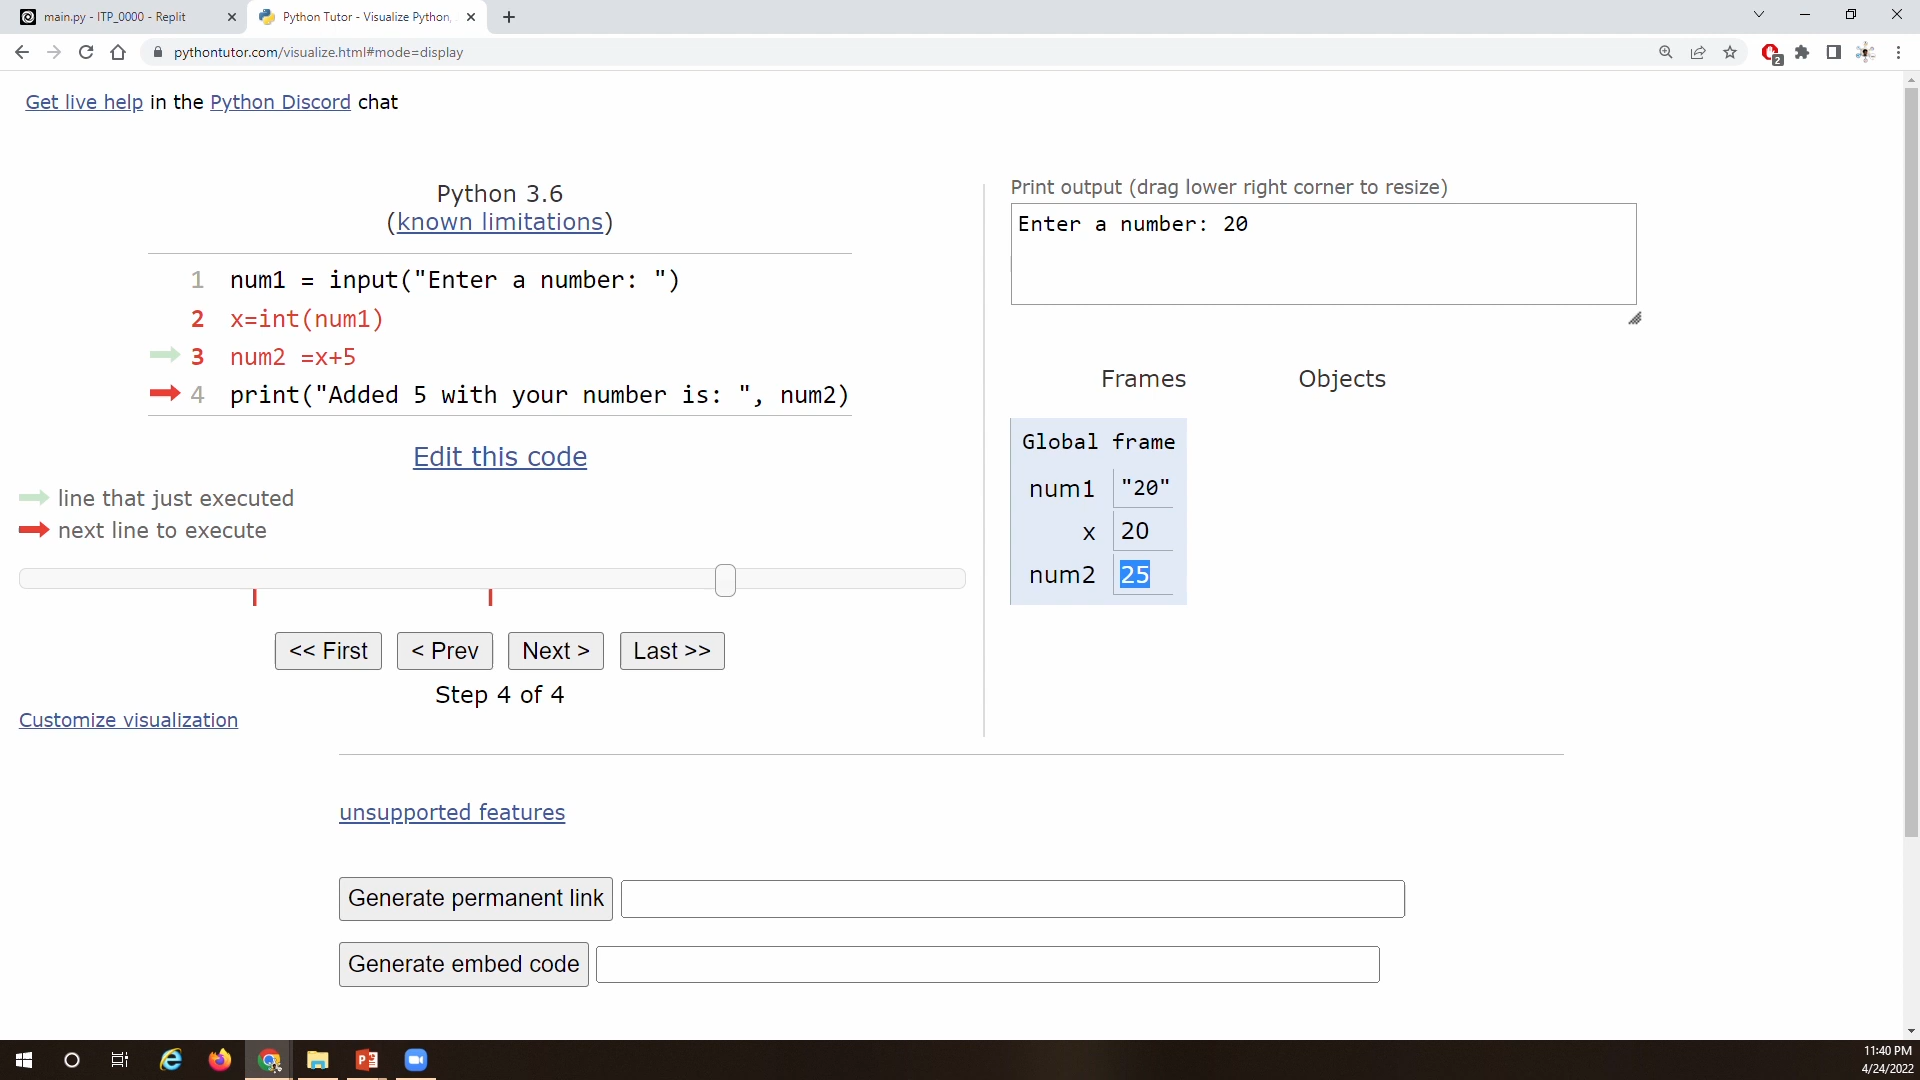 main.py - ITP_0000 - Replit
Python Tutor - Visualize Python,
pythontutor.com/visualize.html#mode=display
2
Get live help in the Python Discord chat
Python 3.6
(known limitations)
1 num1 = input("Enter a number: ")
2 x=int(num1)
3 num2 =x+5
4 print("Added 5 with your number is: ", num2)
Edit this code
line that just executed
next line to execute
<< First < Prev Next > Last >>
Step 4 of 4
Customize visualization
Print output (drag lower right corner to resize)
Enter a number: 20
Frames Objects
Global frame
num1 "20"
x 20
num2 25
unsupported features
Generate permanent link
Generate embed code
11:40 PM
4/24/2022